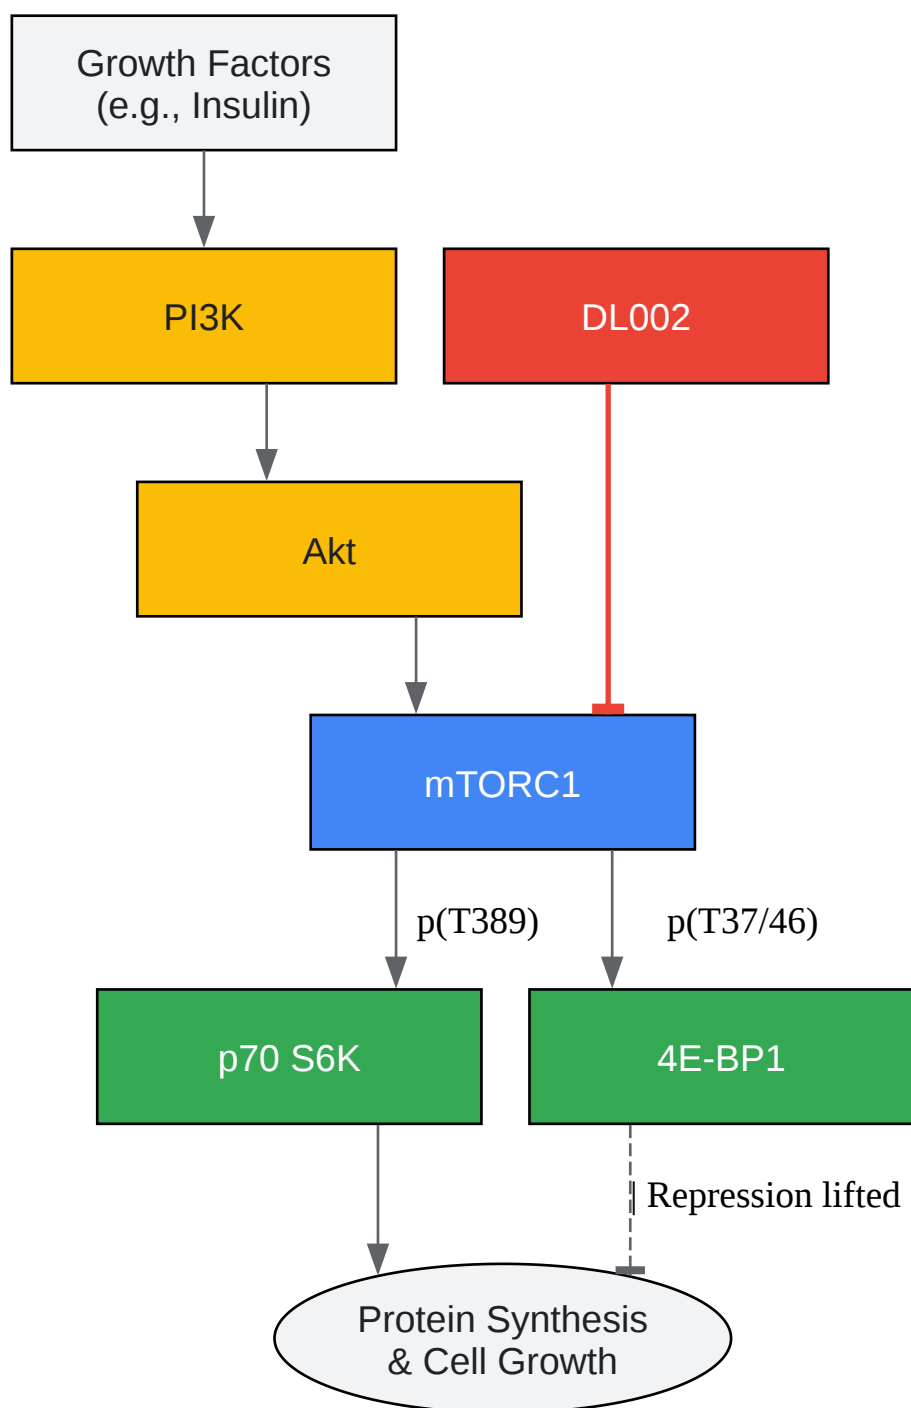 Growth Factors
(e.g., Insulin)
PI3K
DL002
Akt
mTORC1
p(T389)
p(T37/46)
p70 S6K
4E-BP1
| Repression lifted
Protein Synthesis
& Cell Growth